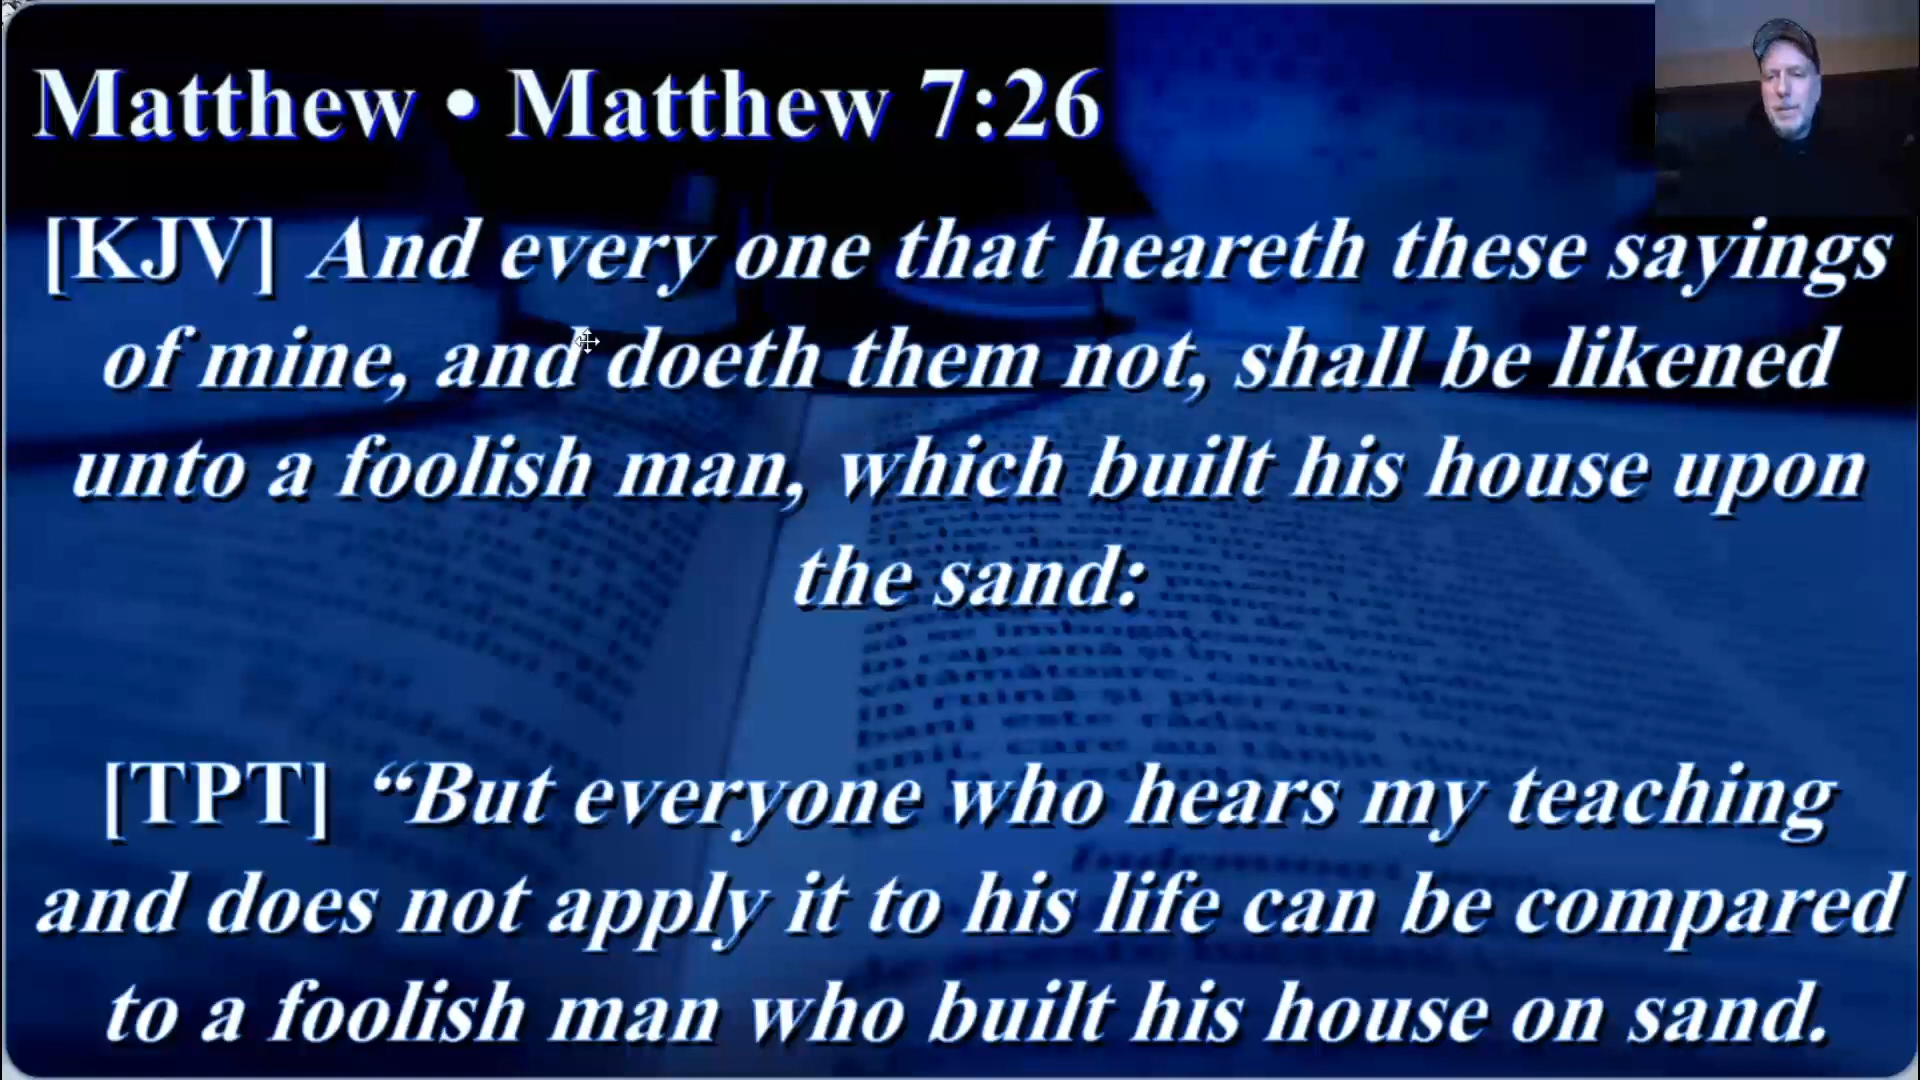 Matthew • Matthew 7:26
[KJV] And every one that heareth these sayings
of mine, and doeth them not, shall be likened
unto a foolish man, which built his house upon
the sand:
[TPT] “But everyone who hears my teaching
and does not apply it to his life can be compared
to a foolish man who built his house on sand.